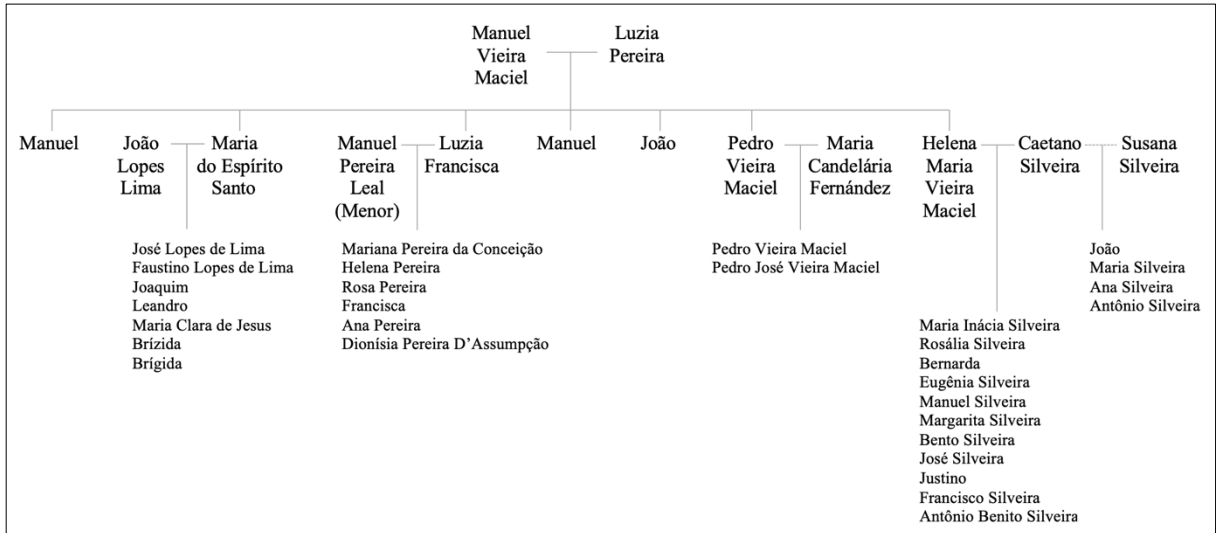 Manuel
Vieira
Maciel
Luzia
Pereira
Manuel
João
Lopes
Lima
Maria
do Espírito
Santo
Manuel
Pereira
Leal
(Menor)
Luzia
Francisca
Manuel
João
Pedro
Vieira
Maciel
Maria
Candelária
Fernández
Helena
Maria
Vieira
Maciel
Caetano
Silveira
Susana
Silveira
José Lopes de Lima
Faustino Lopes de Lima
Joaquim
Leandro
Maria Clara de Jesus
Brízida
Brígida
Mariana Pereira da Conceição
Helena Pereira
Rosa Pereira
Francisca
Ana Pereira
Dionísia Pereira D’Assumpção
Pedro Vieira Maciel
Pedro José Vieira Maciel
Maria Inácia Silveira
Rosália Silveira
Bernarda
Eugênia Silveira
Manuel Silveira
Margarita Silveira
Bento Silveira
José Silveira
Justino
Francisco Silveira
Antônio Benito Silveira
João
Maria Silveira
Ana Silveira
Antônio Silveira